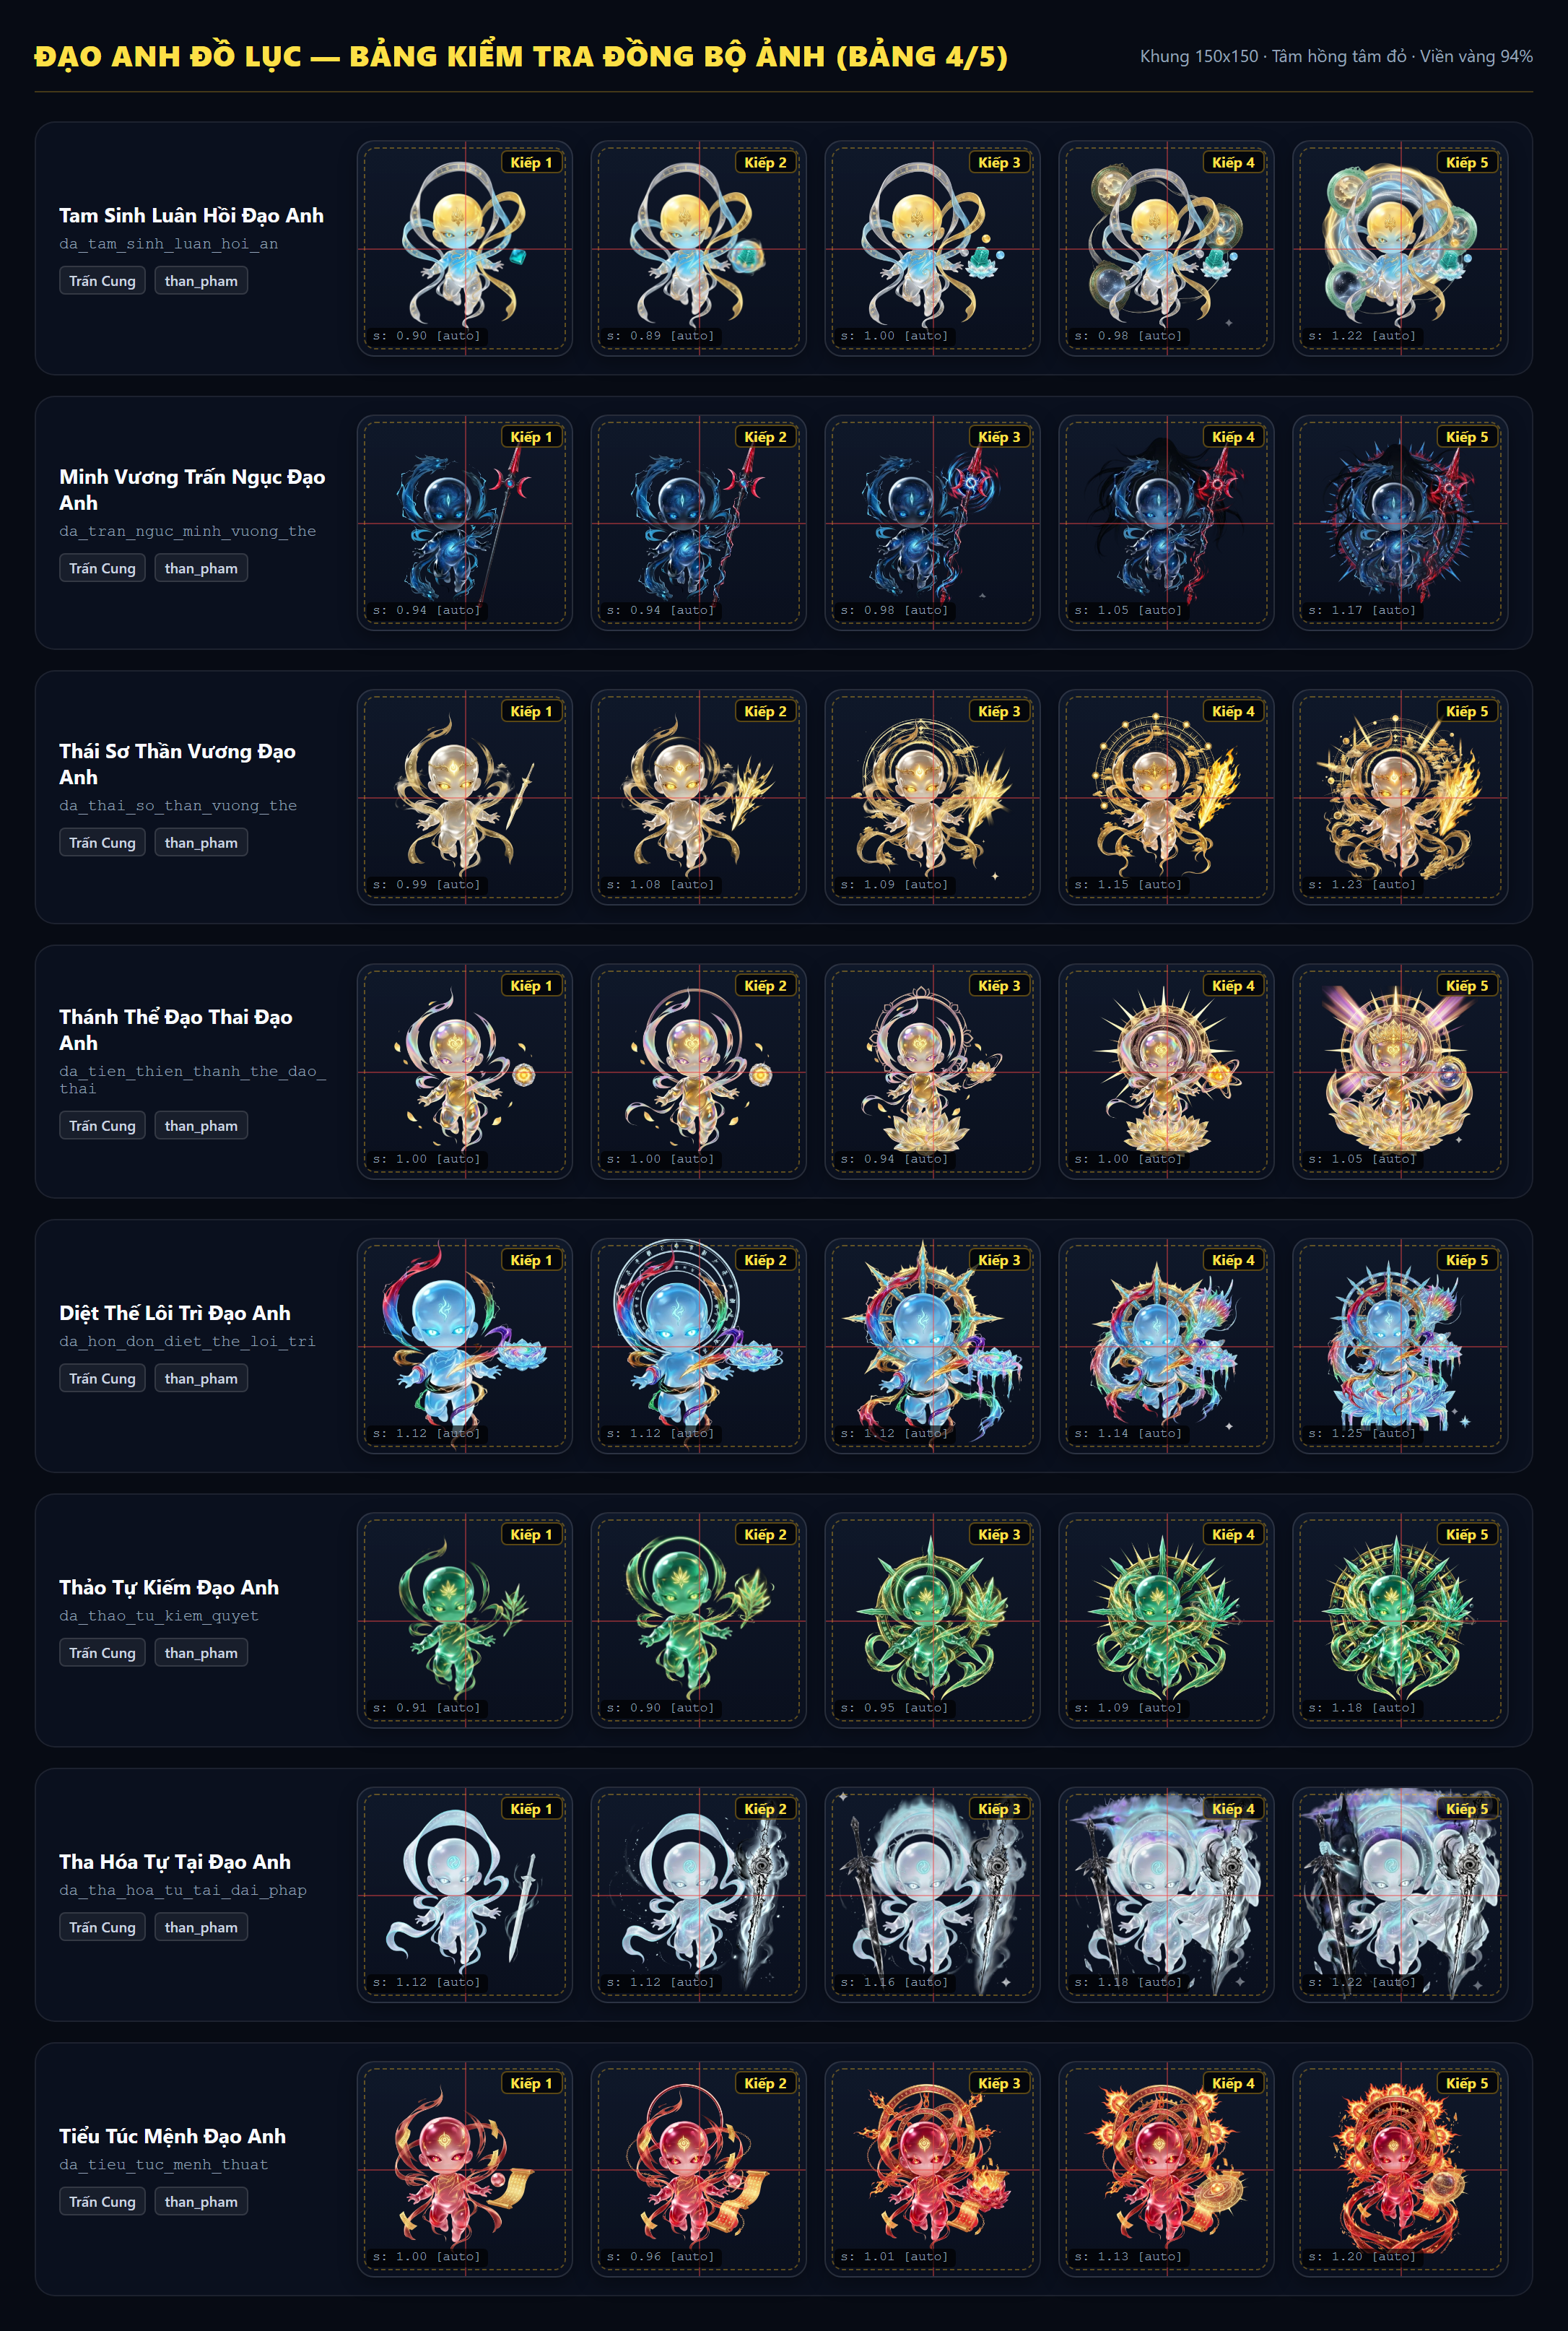 ĐẠO ANH ĐỒ LỤC — BẢNG KIỂM TRA ĐỒNG BỘ ẢNH (BẢNG 4/5)
Khung 150x150 · Tâm hồng tâm đỏ · Viền vàng 94%
Tam Sinh Luân Hồi Đạo Anh
da_tam_sinh_luan_hoi_an
Trấn Cung than_pham
Kiếp 1 Kiếp 2 Kiếp 3 Kiếp 4 Kiếp 5
s: 0.90 [auto] s: 0.89 [auto] s: 1.00 [auto] s: 0.98 [auto] s: 1.22 [auto]
Minh Vương Trấn Ngục Đạo
Anh
da_tran_nguc_minh_vuong_the
Trấn Cung than_pham
Kiếp 1 Kiếp 2 Kiếp 3 Kiếp 4 Kiếp 5
s: 0.94 [auto] s: 0.94 [auto] s: 0.98 [auto] s: 1.05 [auto] s: 1.17 [auto]
Thái Sơ Thần Vương Đạo
Anh
da_thai_so_than_vuong_the
Trấn Cung than_pham
Kiếp 1 Kiếp 2 Kiếp 3 Kiếp 4 Kiếp 5
s: 0.99 [auto] s: 1.08 [auto] s: 1.09 [auto] s: 1.15 [auto] s: 1.23 [auto]
Thánh Thể Đạo Thai Đạo
Anh
da_tien_thien_thanh_the_dao_
thai
Trấn Cung than_pham
Kiếp 1 Kiếp 2 Kiếp 3 Kiếp 4 Kiếp 5
s: 1.00 [auto] s: 1.00 [auto] s: 0.94 [auto] s: 1.00 [auto] s: 1.05 [auto]
Diệt Thế Lôi Trì Đạo Anh
da_hon_don_diet_the_loi_tri
Trấn Cung than_pham
Kiếp 1 Kiếp 2 Kiếp 3 Kiếp 4 Kiếp 5
s: 1.12 [auto] s: 1.12 [auto] s: 1.12 [auto] s: 1.14 [auto] s: 1.25 [auto]
Thảo Tự Kiếm Đạo Anh
da_thao_tu_kiem_quyet
Trấn Cung than_pham
Kiếp 1 Kiếp 2 Kiếp 3 Kiếp 4 Kiếp 5
s: 0.91 [auto] s: 0.90 [auto] s: 0.95 [auto] s: 1.09 [auto] s: 1.18 [auto]
Tha Hóa Tự Tại Đạo Anh
da_tha_hoa_tu_tai_dai_phap
Trấn Cung than_pham
Kiếp 1 Kiếp 2 Kiếp 3 Kiếp 4 Kiếp 5
s: 1.12 [auto] s: 1.12 [auto] s: 1.16 [auto] s: 1.18 [auto] s: 1.22 [auto]
Tiểu Túc Mệnh Đạo Anh
da_tieu_tuc_menh_thuat
Trấn Cung than_pham
Kiếp 1 Kiếp 2 Kiếp 3 Kiếp 4 Kiếp 5
s: 1.00 [auto] s: 0.96 [auto] s: 1.01 [auto] s: 1.13 [auto] s: 1.20 [auto]